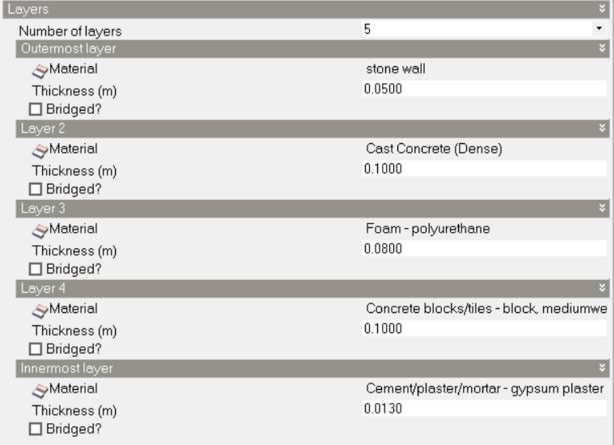 Layers
Number of layers 5
Outermost layer
Material stone wall
Thickness (m) 0.0500
Bridged?
Layer 2
Material Cast Concrete (Dense)
Thickness (m) 0.1000
Bridged?
Layer 3
Material Foam - polyurethane
Thickness (m) 0.0800
Bridged?
Layer 4
Material Concrete blocks/tiles - block, mediumwe
Thickness (m) 0.1000
Bridged?
Innermost layer
Material Cement/plaster/mortar - gypsum plaster
Thickness (m) 0.0130
Bridged?